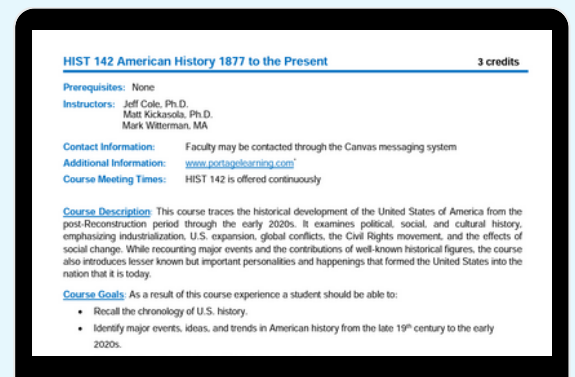 HIST 142 American History 1877 to the Present 3 credits
Prerequisites: None
Instructors: Jeff Cole, Ph.D.
Matt Kickasola, Ph.D.
Mark Witterman, MA
Contact Information: Faculty may be contacted through the Canvas messaging system
Additional Information: www.portagelearning.com
Course Meeting Times: HIST 142 is offered continuously
Course Description: This course traces the historical development of the United States of America from the
post-Reconstruction period through the early 2020s. It examines political, social, and cultural history,
emphasizing industrialization, U.S. expansion, global conflicts, the Civil Rights movement, and the effects of
social change. While recounting major events and the contributions of well-known historical figures, the course
also introduces lesser known but important personalities and happenings that formed the United States into the
nation that it is today.
Course Goals: As a result of this course experience a student should be able to:
• Recall the chronology of U.S. history.
• Identify major events, ideas, and trends in American history from the late 19th century to the early
2020s.